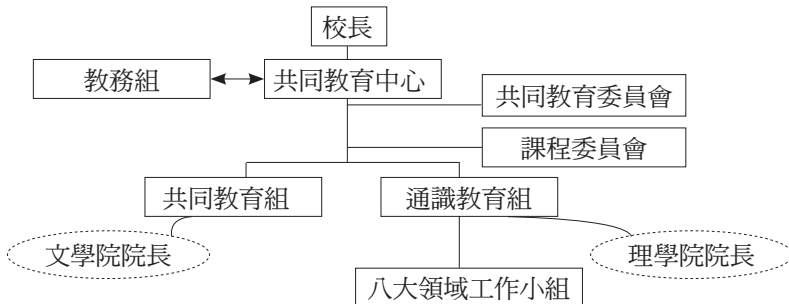 校長
教務組
共同教育中心
共同教育委員會
課程委員會
共同教育組
通識教育組
文學院院長
理學院院長
八大領域工作小組